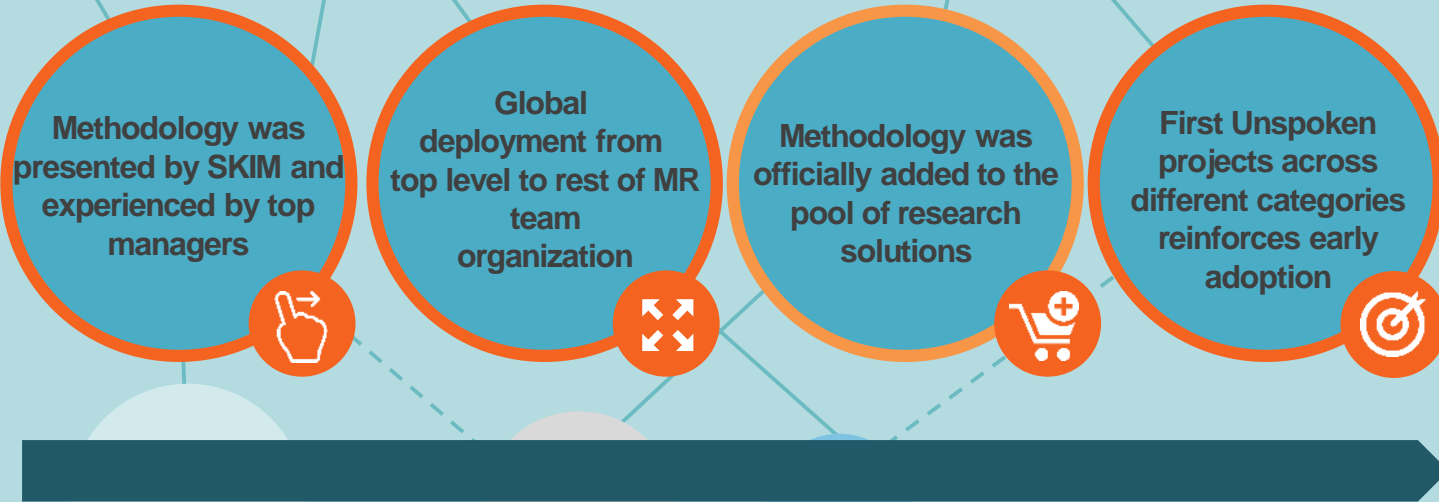 Methodology was
presented by SKIM and
experienced by top
managers
Global
deployment from
top level to rest of MR
team
organization
Methodology was
officially added to the
pool of research
solutions
First Unspoken
projects across
different categories
reinforces early
adoption